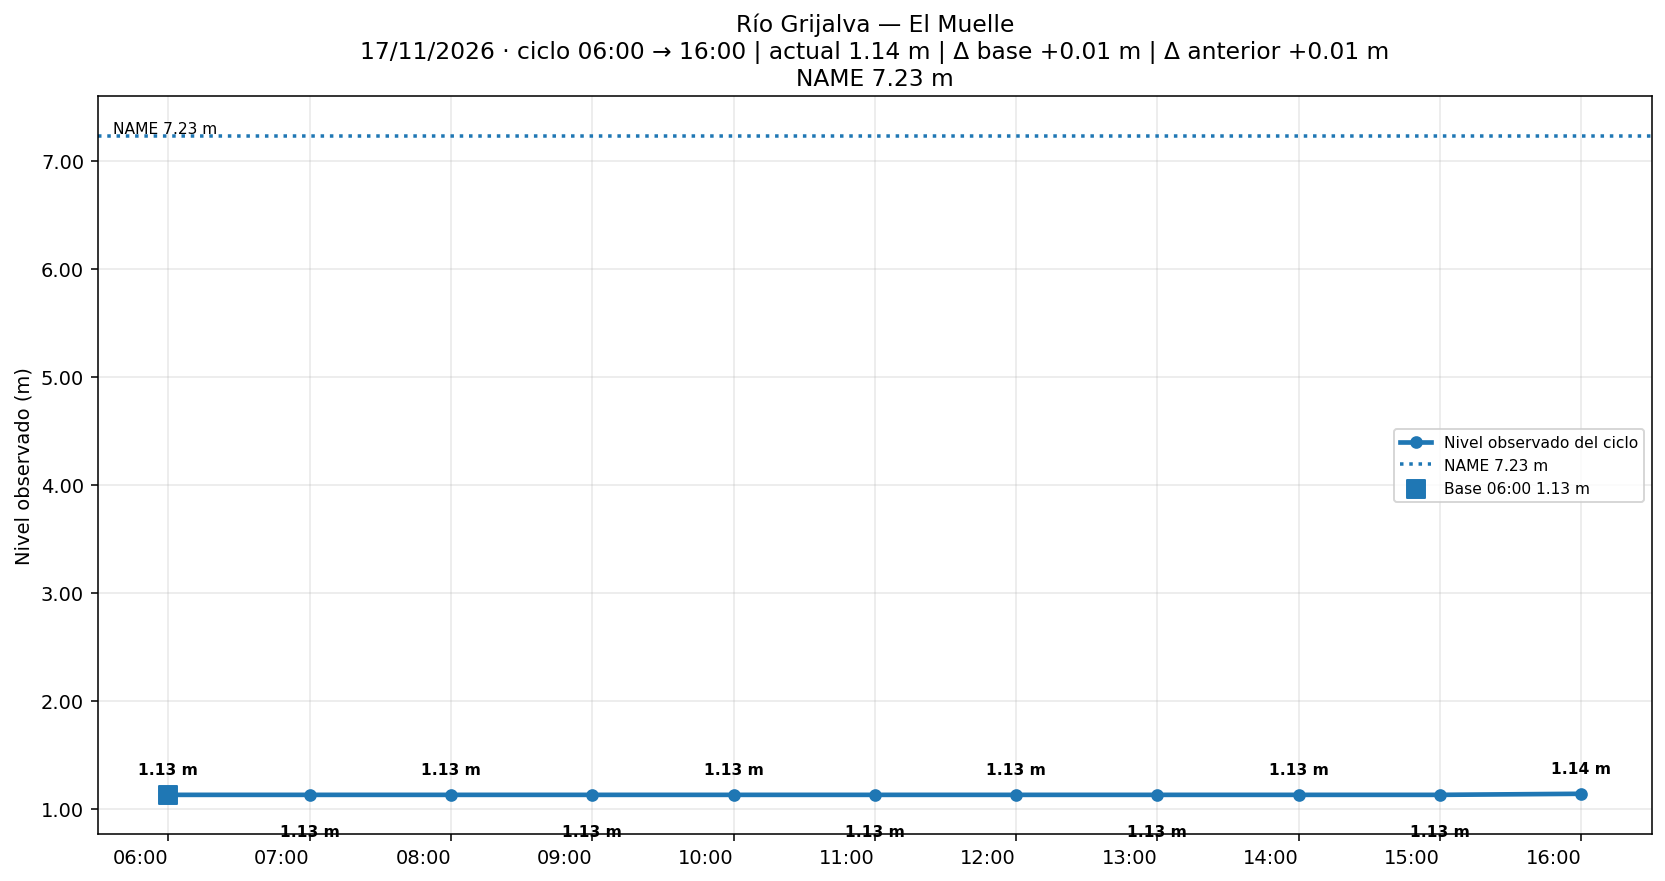 Río Grijalva — El Muelle
17/11/2026 · ciclo 06:00 → 16:00 | actual 1.14 m | Δ base +0.01 m | Δ anterior +0.01 m
NAME 7.23 m
NAME 7.23 m
7.00
6.00
5.00
4.00
3.00
2.00
1.00
Nivel observado (m)
Nivel observado del ciclo
NAME 7.23 m
Base 06:00 1.13 m
1.13 m
1.13 m
1.13 m
1.13 m
1.13 m
1.14 m
1.13 m
1.13 m
1.13 m
1.13 m
1.13 m
06:00
07:00
08:00
09:00
10:00
11:00
12:00
13:00
14:00
15:00
16:00